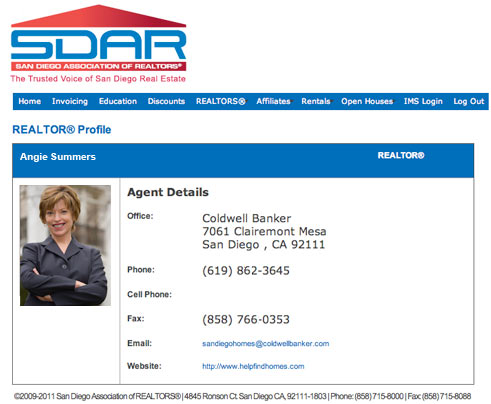 SDAR
SAN DIEGO ASSOCIATION OF REALTORS®
The Trusted Voice of San Diego Real Estate
Home Invoicing Education Discounts REALTORS® Affiliates Rentals Open Houses IMS Login Log Out
REALTOR® Profile
Angie Summers REALTOR®
Agent Details
Office: Coldwell Banker
7061 Clairemont Mesa
San Diego , CA 92111
Phone: (619) 862-3645
Cell Phone:
Fax: (858) 766-0353
Email: sandiegohomes@coldwellbanker.com
Website: http://www.helpfindhomes.com
©2009-2011 San Diego Association of REALTORS® | 4845 Ronson Ct. San Diego CA, 92111-1803 | Phone: (858) 715-8000 | Fax: (858) 715-8088